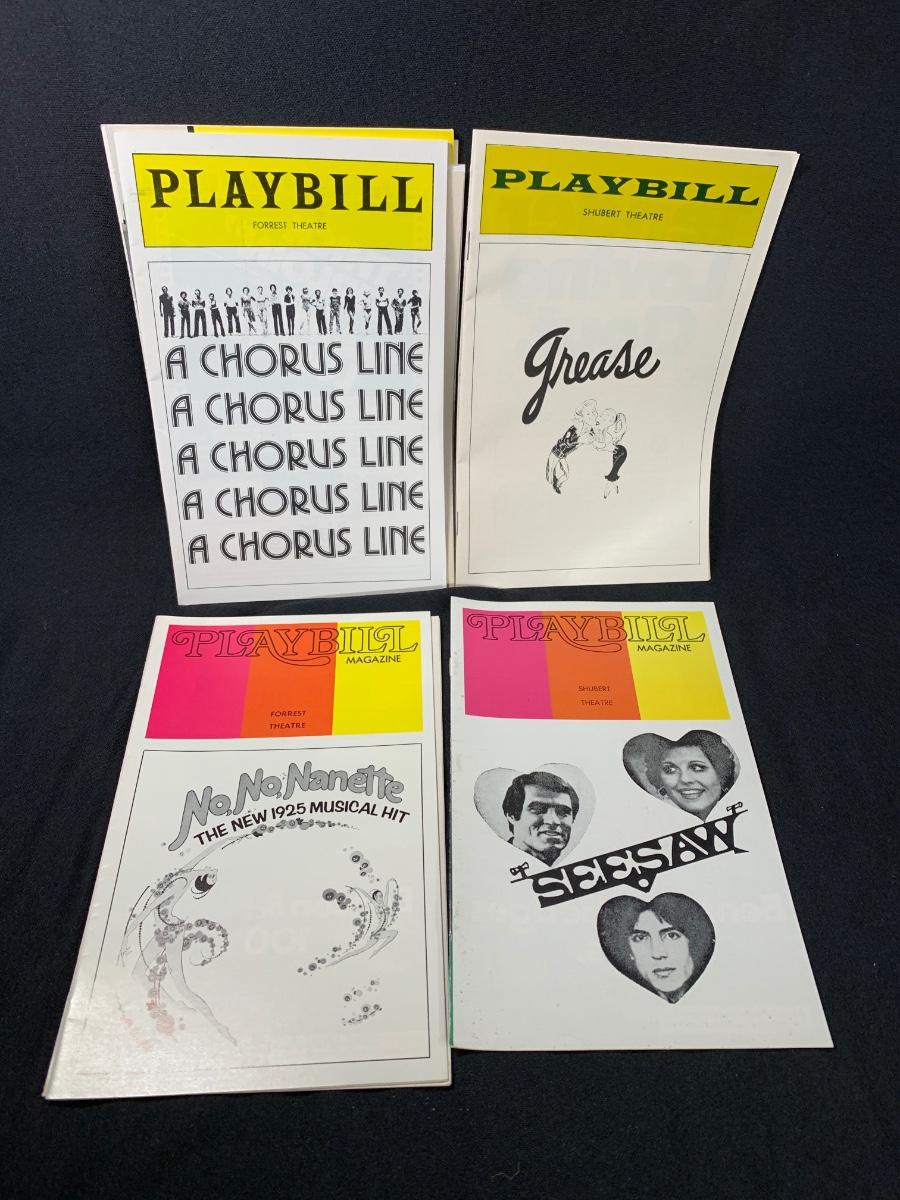 PLAYBILL
FORREST THEATRE
A CHORUS LINE
A CHORUS LINE
A CHORUS LINE
A CHORUS LINE
A CHORUS LINE
PLAYBILL
SHUBERT THEATRE
grease
PLAYBILL
MAGAZINE
FORREST
THEATRE
No, No, Nanette
THE NEW 1925 MUSICAL HIT
PLAYBILL
MAGAZINE
SHUBERT
THEATRE
SEESAW